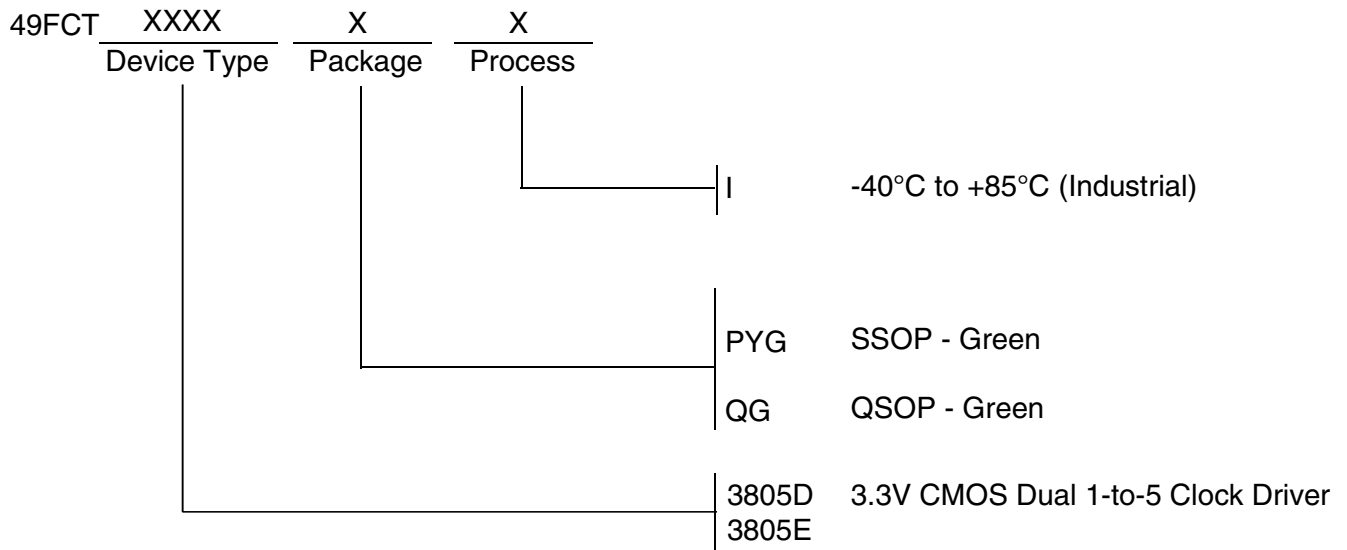 49FCT XXXX X X
Device Type Package Process
I -40°C to +85°C (Industrial)
PYG SSOP - Green
QG QSOP - Green
3805D 3.3V CMOS Dual 1-to-5 Clock Driver
3805E